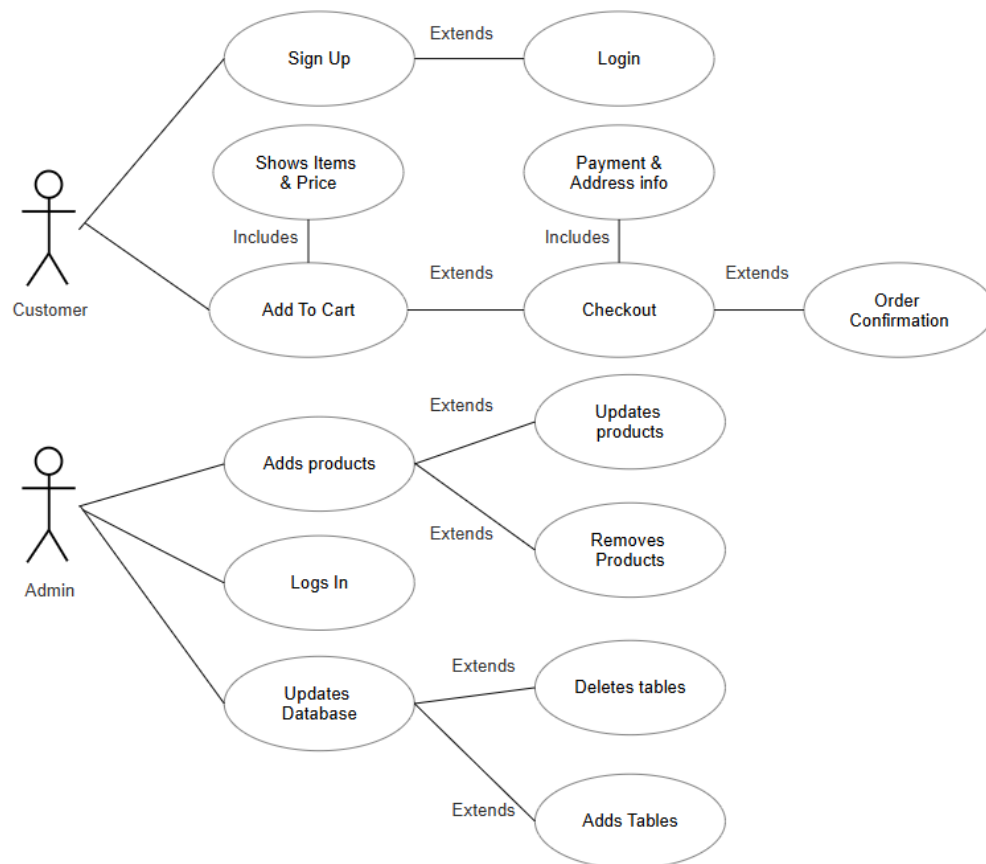 Sign Up
Extends
Login
Shows Items
& Price
Payment &
Address info
Includes
Includes
Customer
Add To Cart
Extends
Checkout
Extends
Order
Confirmation
Adds products
Extends
Updates
products
Extends
Removes
Products
Admin
Logs In
Updates
Database
Extends
Deletes tables
Extends
Adds Tables